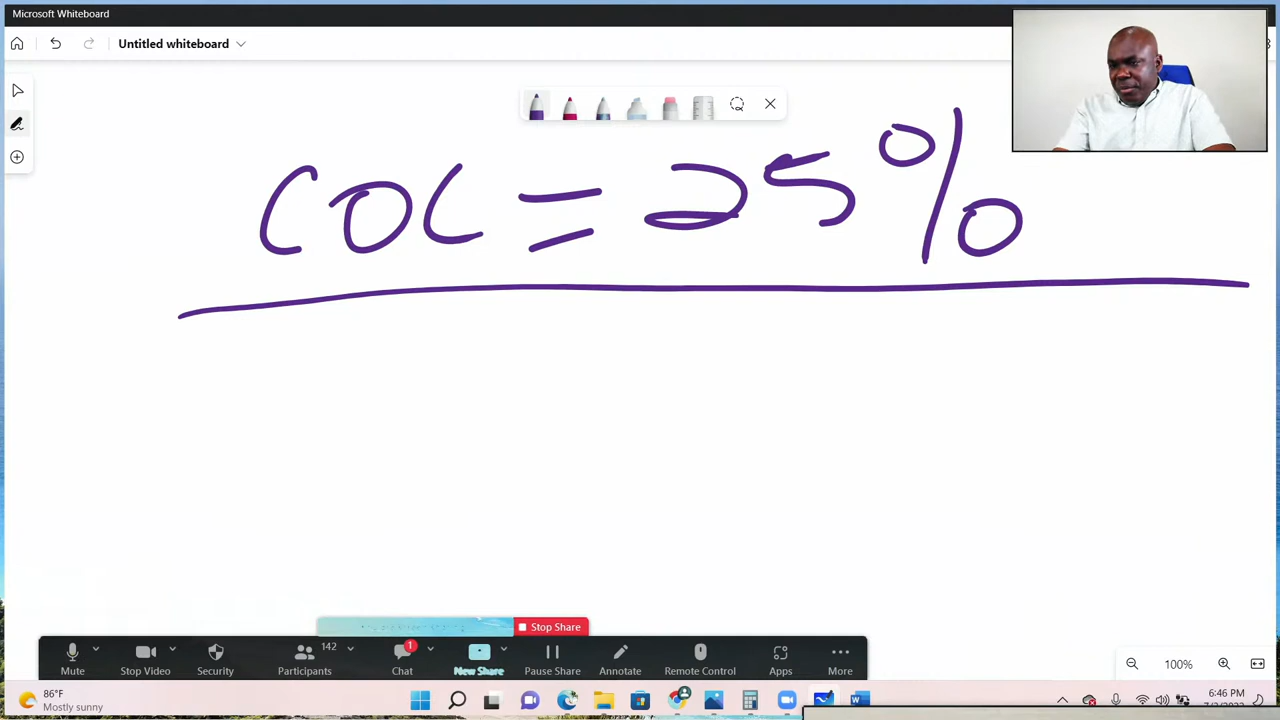 Microsoft Whiteboard
Untitled whiteboard
COC = 25%
Stop Share
142
1
Mute
Stop Video
Security
Participants
Chat
New Share
Pause Share
Annotate
Remote Control
Apps
More
100%
86°F
Mostly sunny
6:46 PM